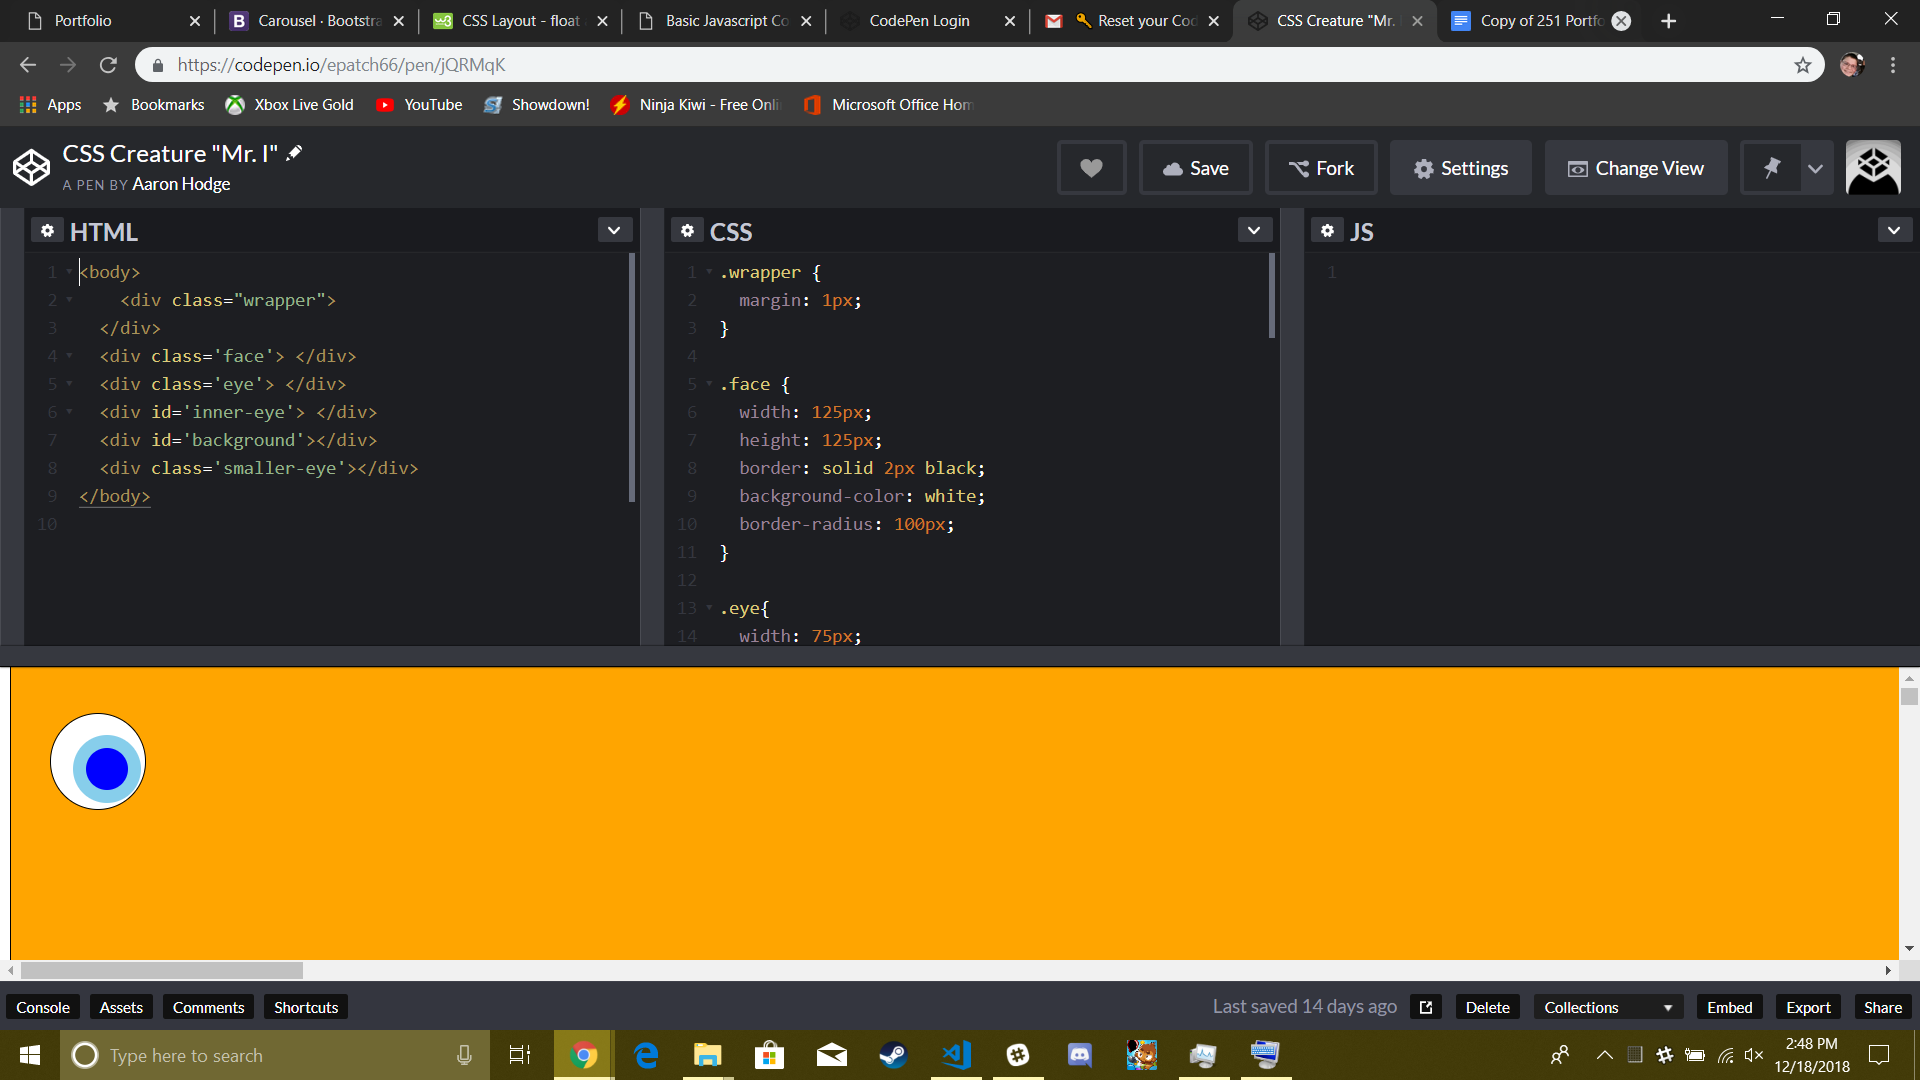 Portfolio
Carousel · Bootstra
CSS Layout - float
Basic Javascript Co
CodePen Login
Reset your Cod
CSS Creature "Mr.
Copy of 251 Portfo
https://codepen.io/epatch66/pen/jQRMqK
Apps
Bookmarks
Xbox Live Gold
YouTube
Showdown!
Ninja Kiwi - Free Onli
Microsoft Office Hom
CSS Creature "Mr. I"
A PEN BY Aaron Hodge
Save
Fork
Settings
Change View
HTML
1 <body>
2 <div class="wrapper">
3 </div>
4 <div class='face'> </div>
5 <div class='eye'> </div>
6 <div id='inner-eye'> </div>
7 <div id='background'></div>
8 <div class='smaller-eye'></div>
9 </body>
10
CSS
1 .wrapper {
2 margin: 1px;
3 }
4
5 .face {
6 width: 125px;
7 height: 125px;
8 border: solid 2px black;
9 background-color: white;
10 border-radius: 100px;
11 }
12
13 .eye{
14 width: 75px;
JS
1
Console
Assets
Comments
Shortcuts
Last saved 14 days ago
Delete
Collections
Embed
Export
Share
Type here to search
2:48 PM
12/18/2018